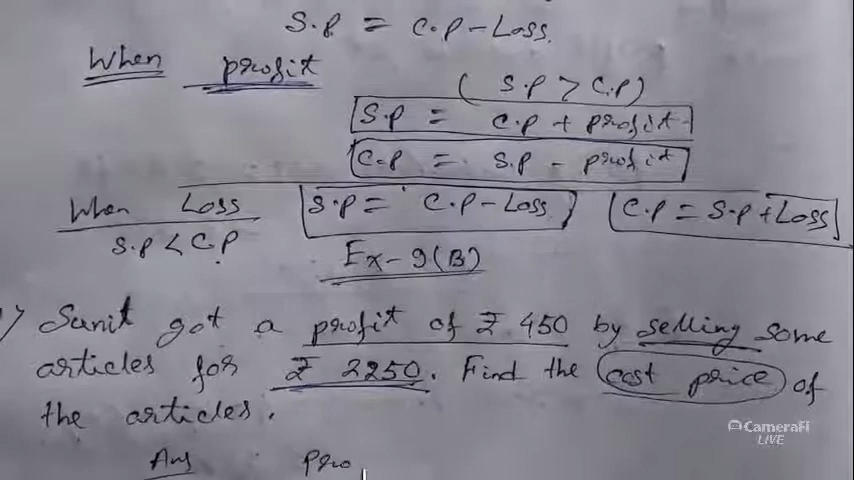 S.P = C.P - Loss.
When profit
(S.P > C.P)
S.P = C.P + profit
C.P = S.P - profit
When Loss S.P = C.P - Loss C.P = S.P + Loss
S.P < C.P
Ex - 9(B)
Sunit got a profit of ₹ 450 by selling some
articles for ₹ 2250. Find the cost price of
the articles.
Ans Pro
CameraFi
LIVE